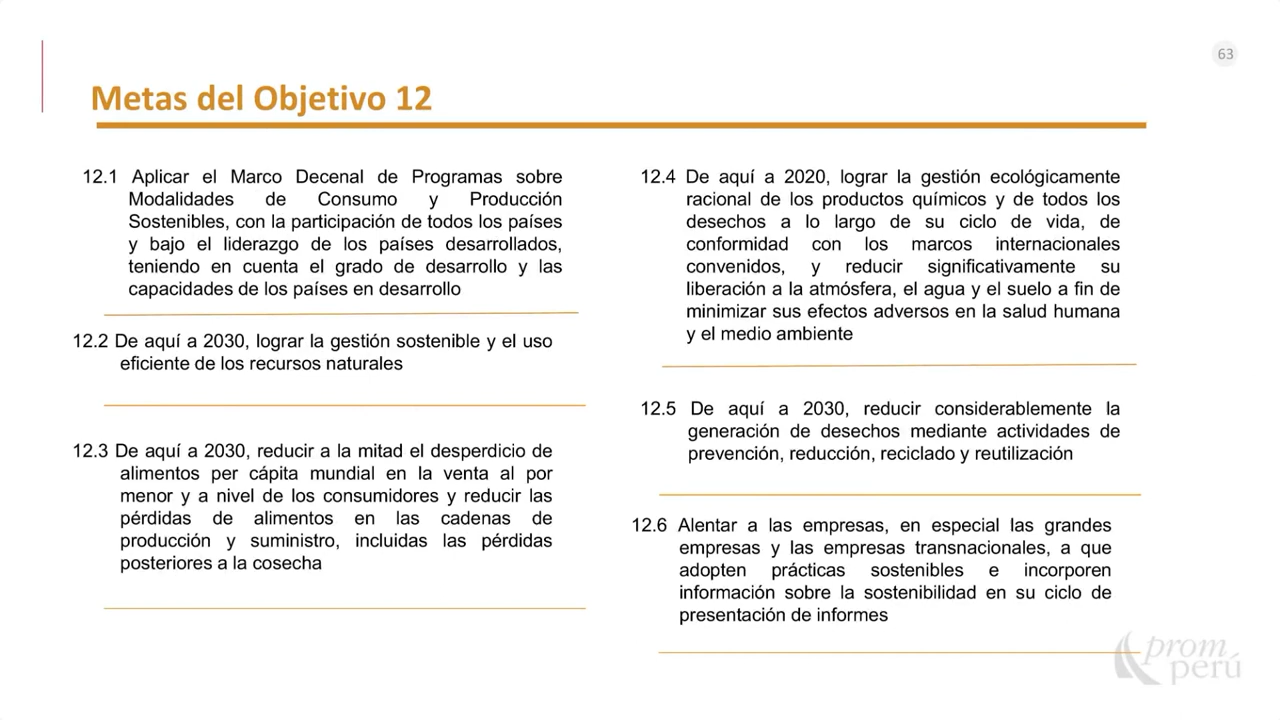 63
Metas del Objetivo 12
12.1 Aplicar el Marco Decenal de Programas sobre
Modalidades de Consumo y Producción
Sostenibles, con la participación de todos los países
y bajo el liderazgo de los países desarrollados,
teniendo en cuenta el grado de desarrollo y las
capacidades de los países en desarrollo
12.2 De aquí a 2030, lograr la gestión sostenible y el uso
eficiente de los recursos naturales
12.3 De aquí a 2030, reducir a la mitad el desperdicio de
alimentos per cápita mundial en la venta al por
menor y a nivel de los consumidores y reducir las
pérdidas de alimentos en las cadenas de
producción y suministro, incluidas las pérdidas
posteriores a la cosecha
12.4 De aquí a 2020, lograr la gestión ecológicamente
racional de los productos químicos y de todos los
desechos a lo largo de su ciclo de vida, de
conformidad con los marcos internacionales
convenidos, y reducir significativamente su
liberación a la atmósfera, el agua y el suelo a fin de
minimizar sus efectos adversos en la salud humana
y el medio ambiente
12.5 De aquí a 2030, reducir considerablemente la
generación de desechos mediante actividades de
prevención, reducción, reciclado y reutilización
12.6 Alentar a las empresas, en especial las grandes
empresas y las empresas transnacionales, a que
adopten prácticas sostenibles e incorporen
información sobre la sostenibilidad en su ciclo de
presentación de informes
prom
perú